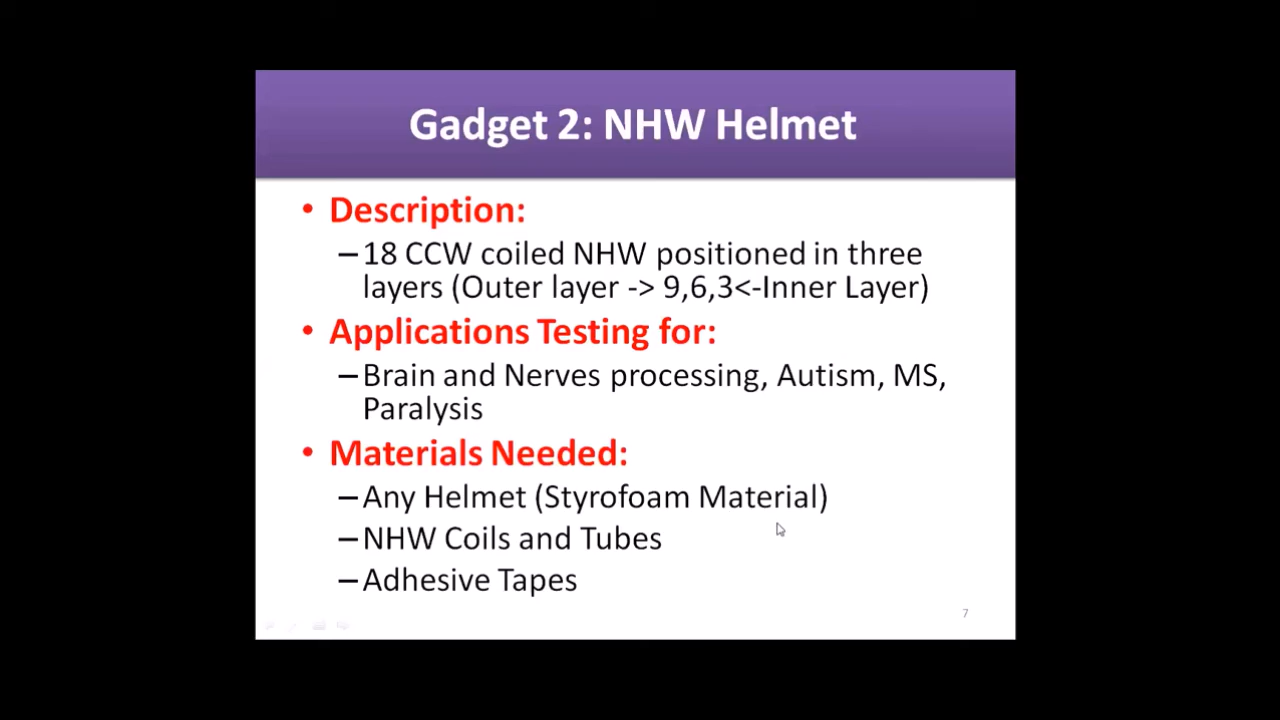 Gadget 2: NHW Helmet
• Description:
–18 CCW coiled NHW positioned in three
layers (Outer layer -> 9,6,3<-Inner Layer)
• Applications Testing for:
–Brain and Nerves processing, Autism, MS,
Paralysis
• Materials Needed:
–Any Helmet (Styrofoam Material)
–NHW Coils and Tubes
–Adhesive Tapes
7